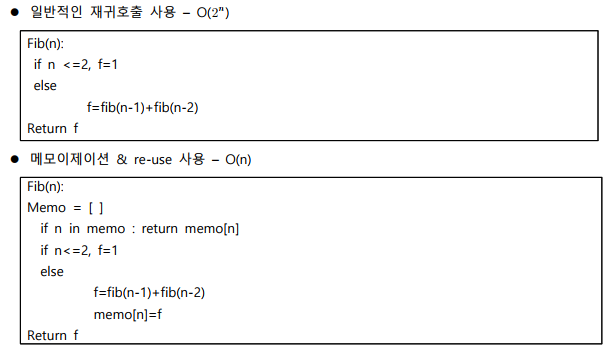 ● 일반적인 재귀호출 사용 – O(2ⁿ)
Fib(n):
if n <=2, f=1
else
f=fib(n-1)+fib(n-2)
Return f
● 메모이제이션 & re-use 사용 – O(n)
Fib(n):
Memo = [ ]
if n in memo : return memo[n]
if n<=2, f=1
else
f=fib(n-1)+fib(n-2)
memo[n]=f
Return f